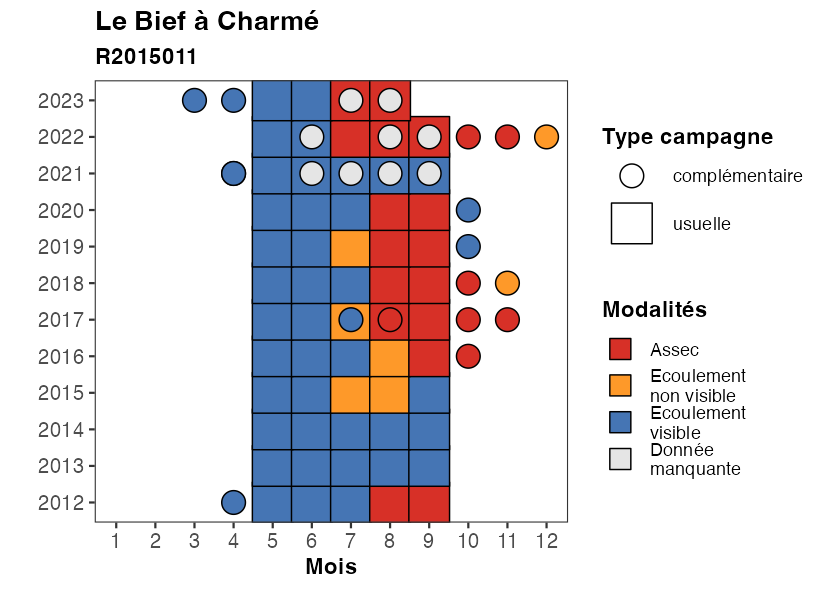 Le Bief à Charmé
R2015011
2023
2022
2021
2020
2019
2018
2017
2016
2015
2014
2013
2012
1 2 3 4 5 6 7 8 9 10 11 12
Mois
Type campagne
complémentaire
usuelle
Modalités
Assec
Ecoulement
non visible
Ecoulement
visible
Donnée
manquante